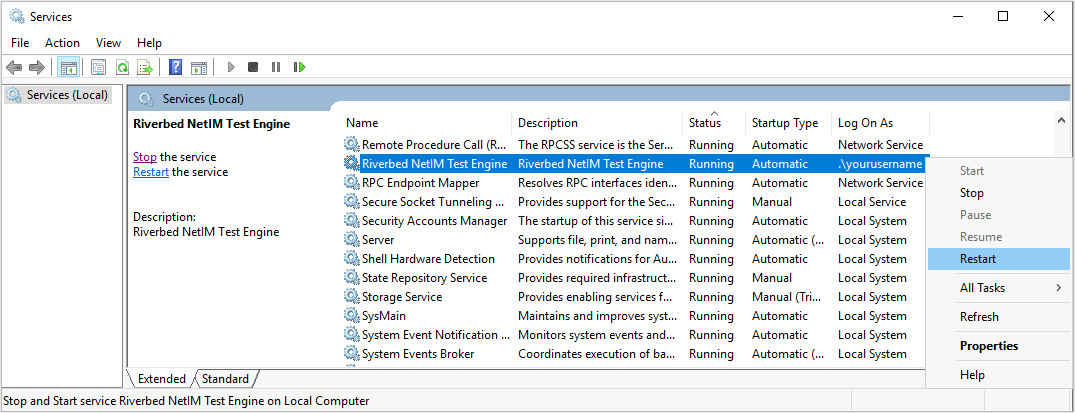 Services
File Action View Help
Services (Local)
Services (Local)
Riverbed NetIM Test Engine
Stop the service
Restart the service
Description:
Riverbed NetIM Test Engine
Name Description Status Startup Type Log On As
Remote Procedure Call (R... The RPCSS service is the Ser... Running Automatic Network Service
Riverbed NetIM Test Engine Riverbed NetIM Test Engine Running Automatic .\yourusername
RPC Endpoint Mapper Resolves RPC interfaces iden... Running Automatic Network Service
Secure Socket Tunneling ... Provides support for the Sec... Running Manual Local Service
Security Accounts Manager The startup of this service si... Running Automatic Local System
Server Supports file, print, and nam... Running Automatic (... Local System
Shell Hardware Detection Provides notifications for Au... Running Automatic Local System
State Repository Service Provides required infrastruct... Running Manual Local System
Storage Service Provides enabling services f... Running Manual (Tri... Local System
SysMain Maintains and improves syst... Running Automatic Local System
System Event Notification ... Monitors system events and... Running Automatic Local System
System Events Broker Coordinates execution of ba... Running Automatic (... Local System
Start
Stop
Pause
Resume
Restart
All Tasks
Refresh
Properties
Help
Extended Standard
Stop and Start service Riverbed NetIM Test Engine on Local Computer